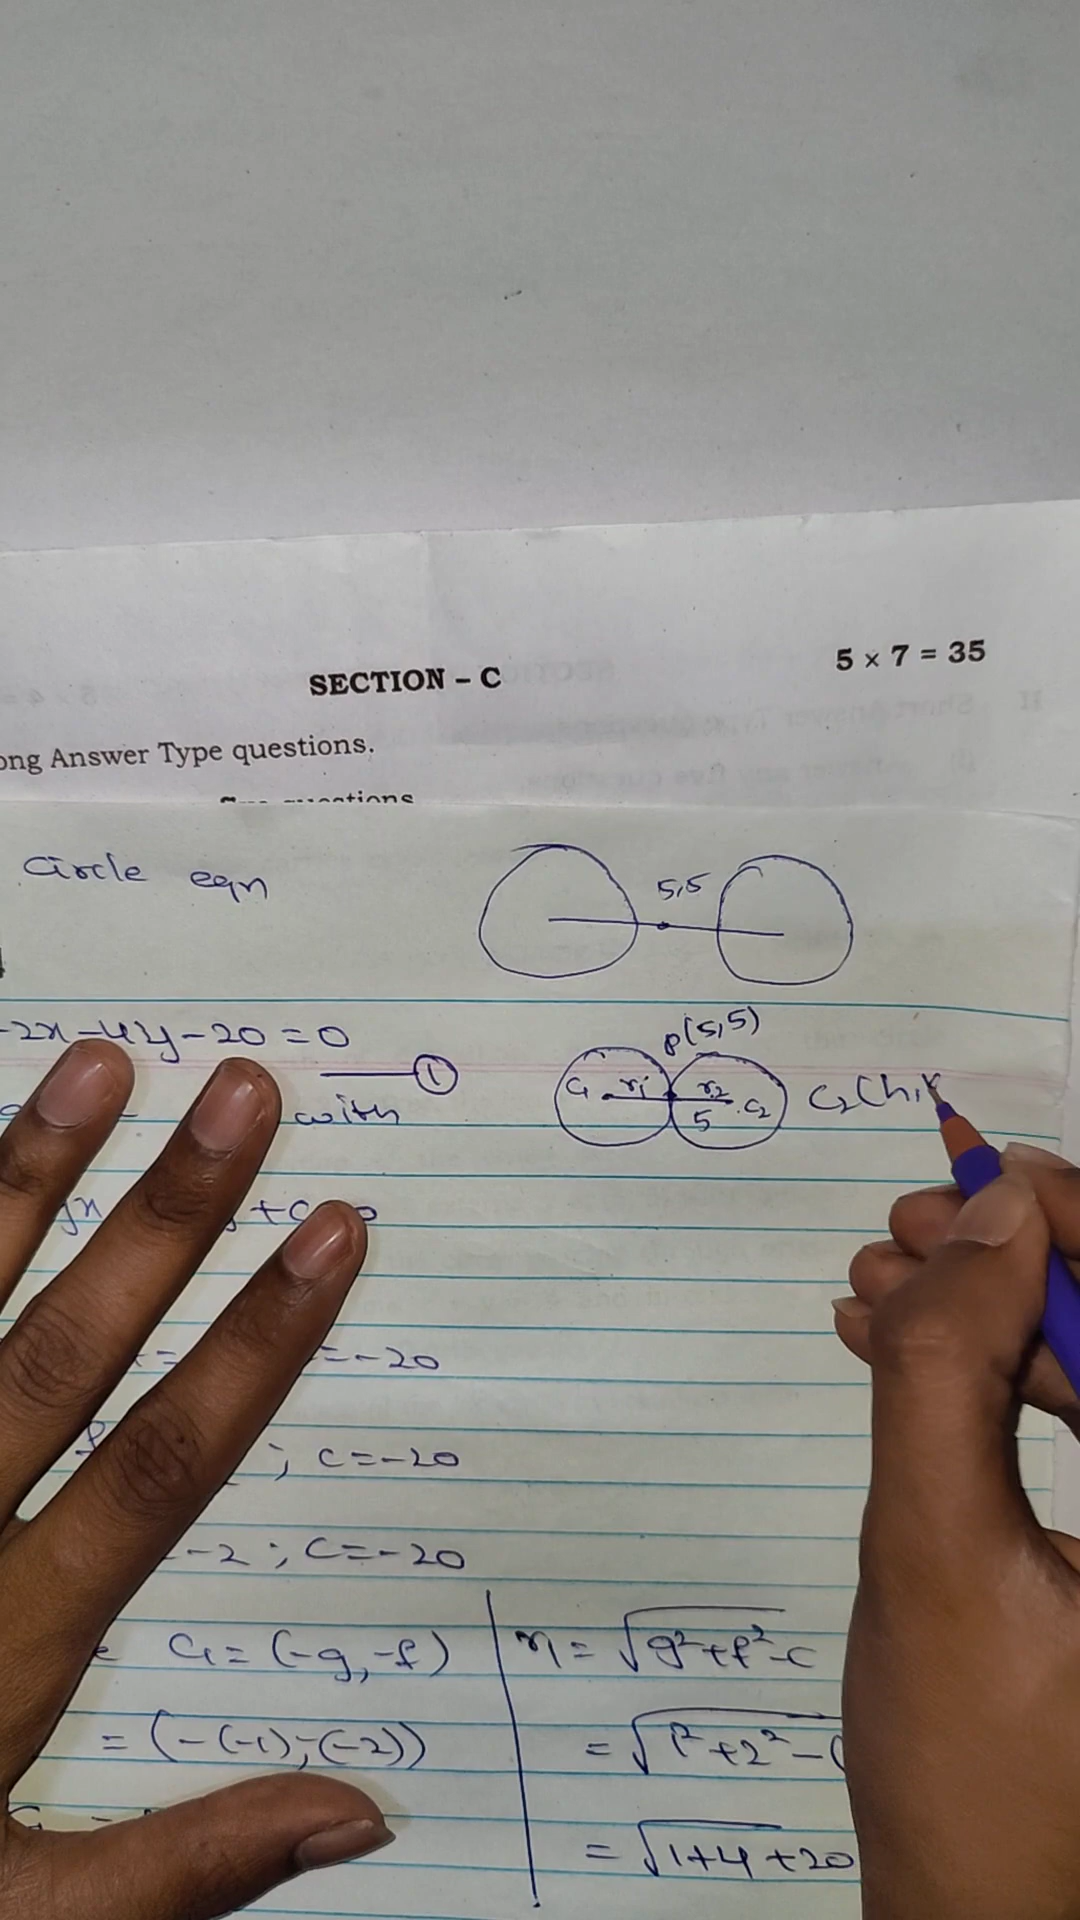 SECTION – C
5 × 7 = 35
ong Answer Type questions.
Circle eqn
5,5
-2x-4y-20=0
1
with
P(5,5)
C1 r1 r2 C2
5
C2(h,k
+c
=-20
; c=-20
-2 ; c=-20
C1 = (-g,-f)
r1 = √g²+f²-c
= (-(-1),-(-2))
= √1²+2²-(
= √1+4+20